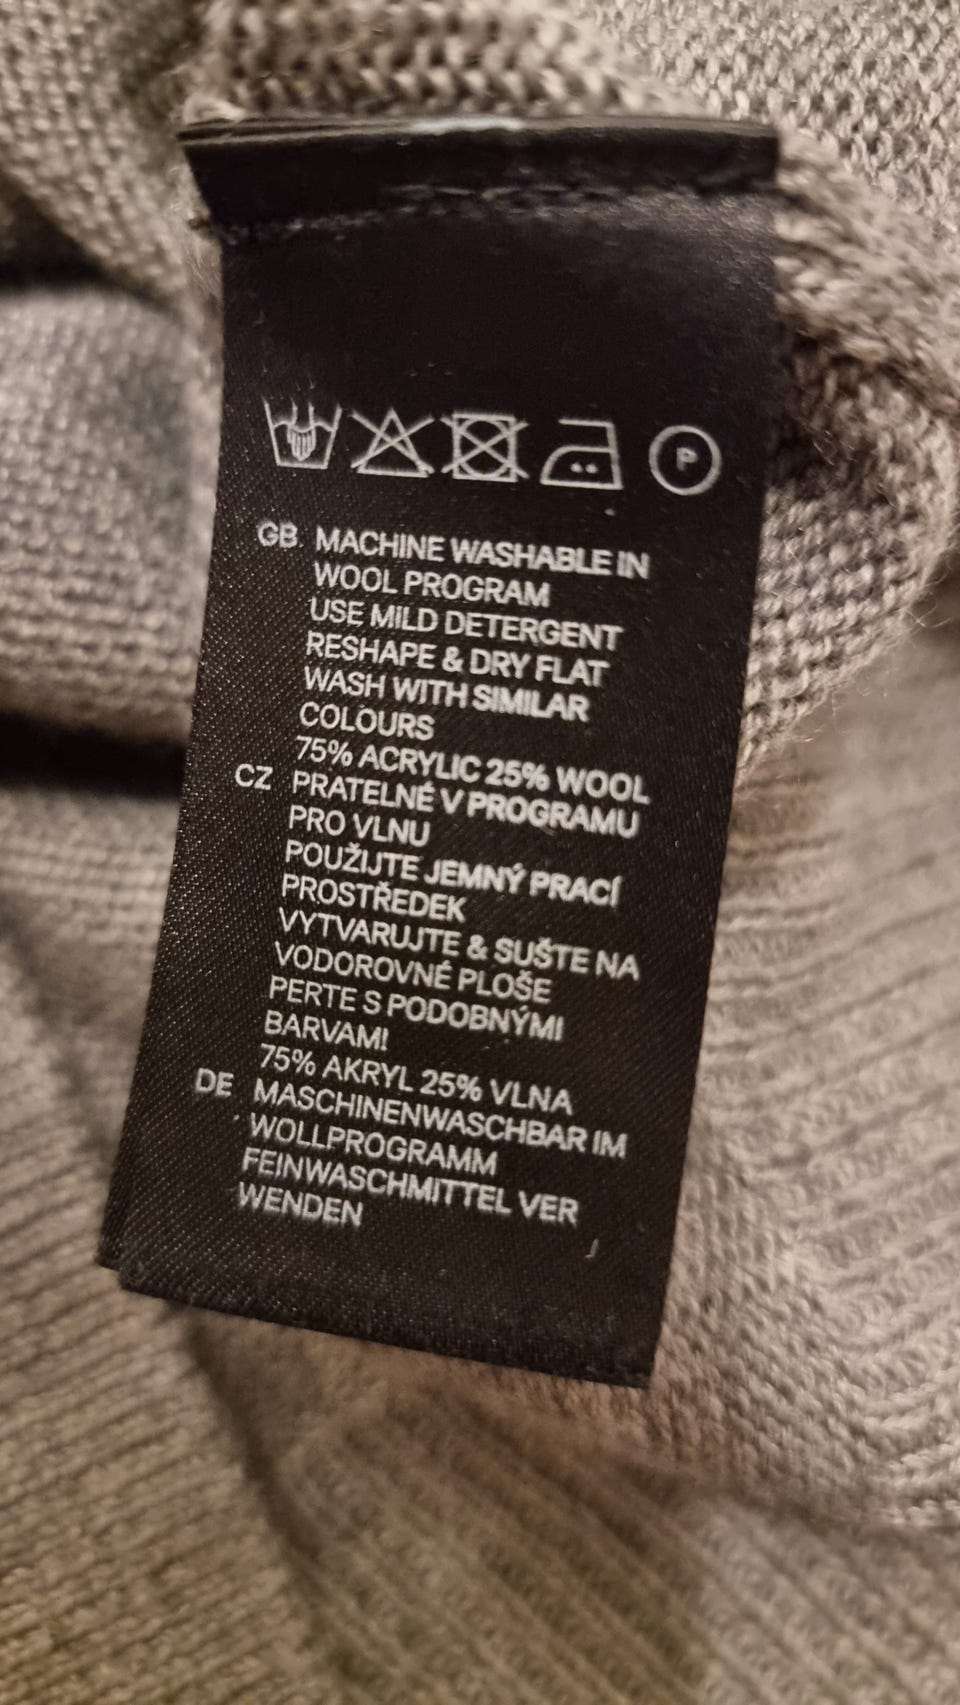 P
GB MACHINE WASHABLE IN
WOOL PROGRAM
USE MILD DETERGENT
RESHAPE & DRY FLAT
WASH WITH SIMILAR
COLOURS
75% ACRYLIC 25% WOOL
CZ PRATELNÉ V PROGRAMU
PRO VLNU
POUŽIJTE JEMNÝ PRACÍ
PROSTŘEDEK
VYTVARUJTE & SUŠTE NA
VODOROVNÉ PLOŠE
PERTE S PODOBNÝMI
BARVAMI
75% AKRYL 25% VLNA
DE MASCHINENWASCHBAR IM
WOLLPROGRAMM
FEINWASCHMITTEL VER
WENDEN